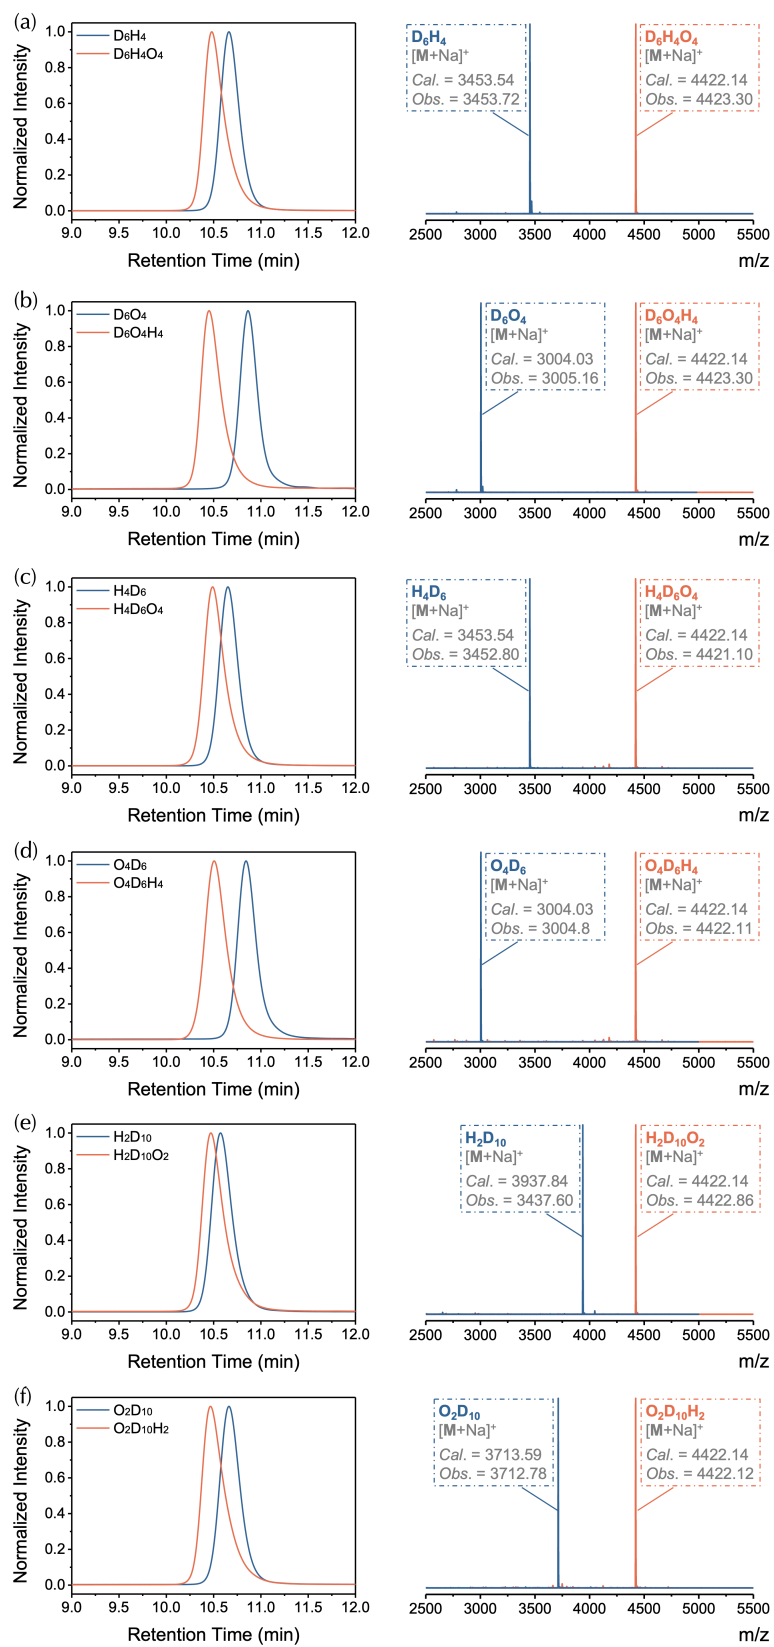 (a)
Normalized Intensity
1.0
0.8
0.6
0.4
0.2
0.0
D6H4
D6H4O4
9.0 9.5 10.0 10.5 11.0 11.5 12.0
Retention Time (min)
D6H4
[M+Na]+
Cal. = 3453.54
Obs. = 3453.72
D6H4O4
[M+Na]+
Cal. = 4422.14
Obs. = 4423.30
2500 3000 3500 4000 4500 5000 5500
m/z
(b)
Normalized Intensity
1.0
0.8
0.6
0.4
0.2
0.0
D6O4
D6O4H4
9.0 9.5 10.0 10.5 11.0 11.5 12.0
Retention Time (min)
D6O4
[M+Na]+
Cal. = 3004.03
Obs. = 3005.16
D6O4H4
[M+Na]+
Cal. = 4422.14
Obs. = 4423.30
2500 3000 3500 4000 4500 5000 5500
m/z
(c)
Normalized Intensity
1.0
0.8
0.6
0.4
0.2
0.0
H4D6
H4D6O4
9.0 9.5 10.0 10.5 11.0 11.5 12.0
Retention Time (min)
H4D6
[M+Na]+
Cal. = 3453.54
Obs. = 3452.80
H4D6O4
[M+Na]+
Cal. = 4422.14
Obs. = 4421.10
2500 3000 3500 4000 4500 5000 5500
m/z
(d)
Normalized Intensity
1.0
0.8
0.6
0.4
0.2
0.0
O4D6
O4D6H4
9.0 9.5 10.0 10.5 11.0 11.5 12.0
Retention Time (min)
O4D6
[M+Na]+
Cal. = 3004.03
Obs. = 3004.8
O4D6H4
[M+Na]+
Cal. = 4422.14
Obs. = 4422.11
2500 3000 3500 4000 4500 5000 5500
m/z
(e)
Normalized Intensity
1.0
0.8
0.6
0.4
0.2
0.0
H2D10
H2D10O2
9.0 9.5 10.0 10.5 11.0 11.5 12.0
Retention Time (min)
H2D10
[M+Na]+
Cal. = 3937.84
Obs. = 3437.60
H2D10O2
[M+Na]+
Cal. = 4422.14
Obs. = 4422.86
2500 3000 3500 4000 4500 5000 5500
m/z
(f)
Normalized Intensity
1.0
0.8
0.6
0.4
0.2
0.0
O2D10
O2D10H2
9.0 9.5 10.0 10.5 11.0 11.5 12.0
Retention Time (min)
O2D10
[M+Na]+
Cal. = 3713.59
Obs. = 3712.78
O2D10H2
[M+Na]+
Cal. = 4422.14
Obs. = 4422.12
2500 3000 3500 4000 4500 5000 5500
m/z